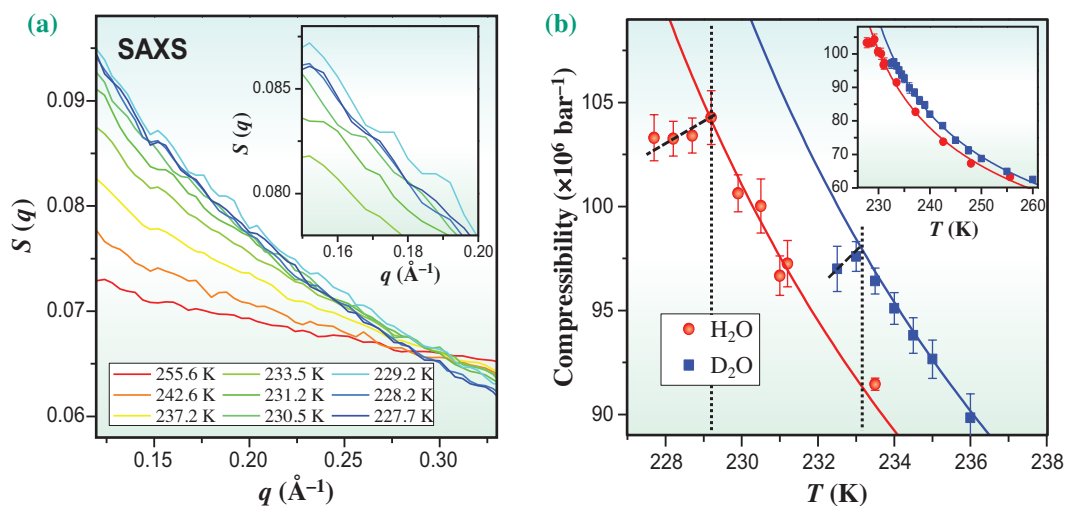 (a)
SAXS
S (q)
0.09
0.08
0.07
0.06
0.15
0.20
0.25
0.30
q (Å⁻¹)
S (q)
0.086
0.083
0.080
0.16
0.18
0.20
q (Å⁻¹)
255.6 K 233.5 K 229.2 K
242.6 K 231.2 K 228.2 K
237.2 K 230.5 K 227.7 K
(b)
Compressibility (×10⁶ bar⁻¹)
105
100
95
90
228 230 232 234 236 238
T (K)
H₂O
D₂O
100
90
80
70
60
230 240 250 260
T (K)